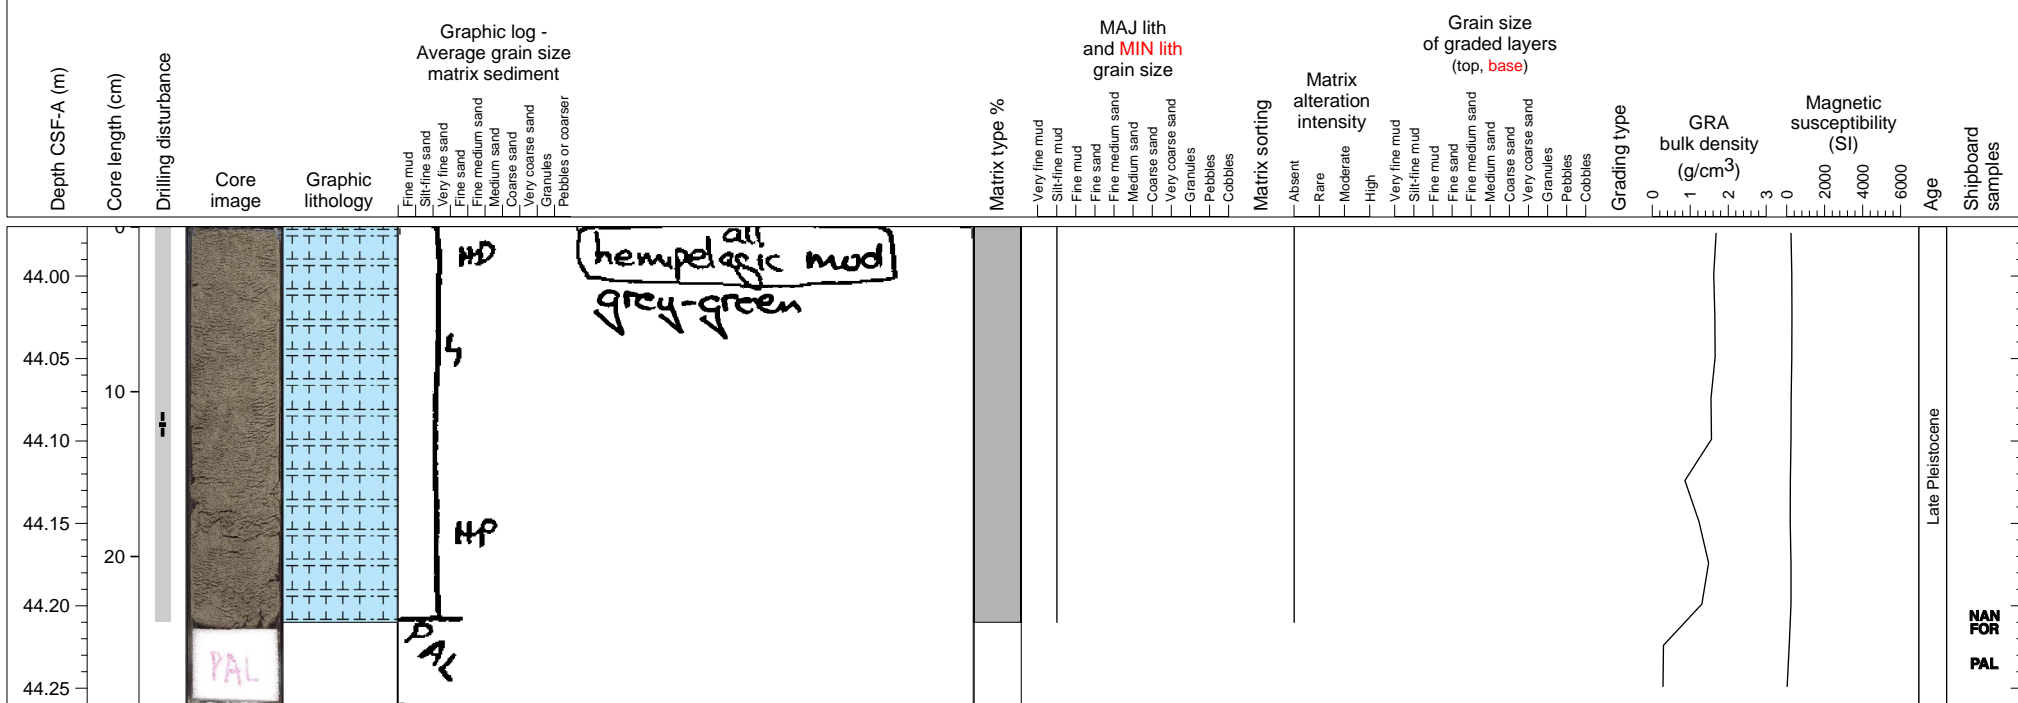 Depth CSF-A (m)
Core length (cm)
Drilling disturbance
Core
image
Graphic
lithology
Graphic log -
Average grain size
matrix sediment
Fine mud
Silt-fine sand
Very fine sand
Fine sand
Fine medium sand
Medium sand
Coarse sand
Very coarse sand
Granules
Pebbles or coarser
Matrix type %
MAJ lith
and MIN lith
grain size
Very fine mud
Silt-fine mud
Fine mud
Fine sand
Fine medium sand
Medium sand
Coarse sand
Very coarse sand
Granules
Pebbles
Cobbles
Matrix sorting
Matrix
alteration
intensity
Absent
Rare
Moderate
High
Grain size
of graded layers
(top, base)
Very fine mud
Silt-fine mud
Fine mud
Fine sand
Fine medium sand
Medium sand
Coarse sand
Very coarse sand
Granules
Pebbles
Cobbles
Grading type
GRA
bulk density
(g/cm3)
0 1 2 3
Magnetic
susceptibility
(SI)
0 2000 4000 6000
Age
Shipboard
samples
0
10
20
44.00
44.05
44.10
44.15
44.20
44.25
all
hemipelagic mud
grey-green
HP
PAL
PAL
Late Pleistocene
NAN
FOR
PAL